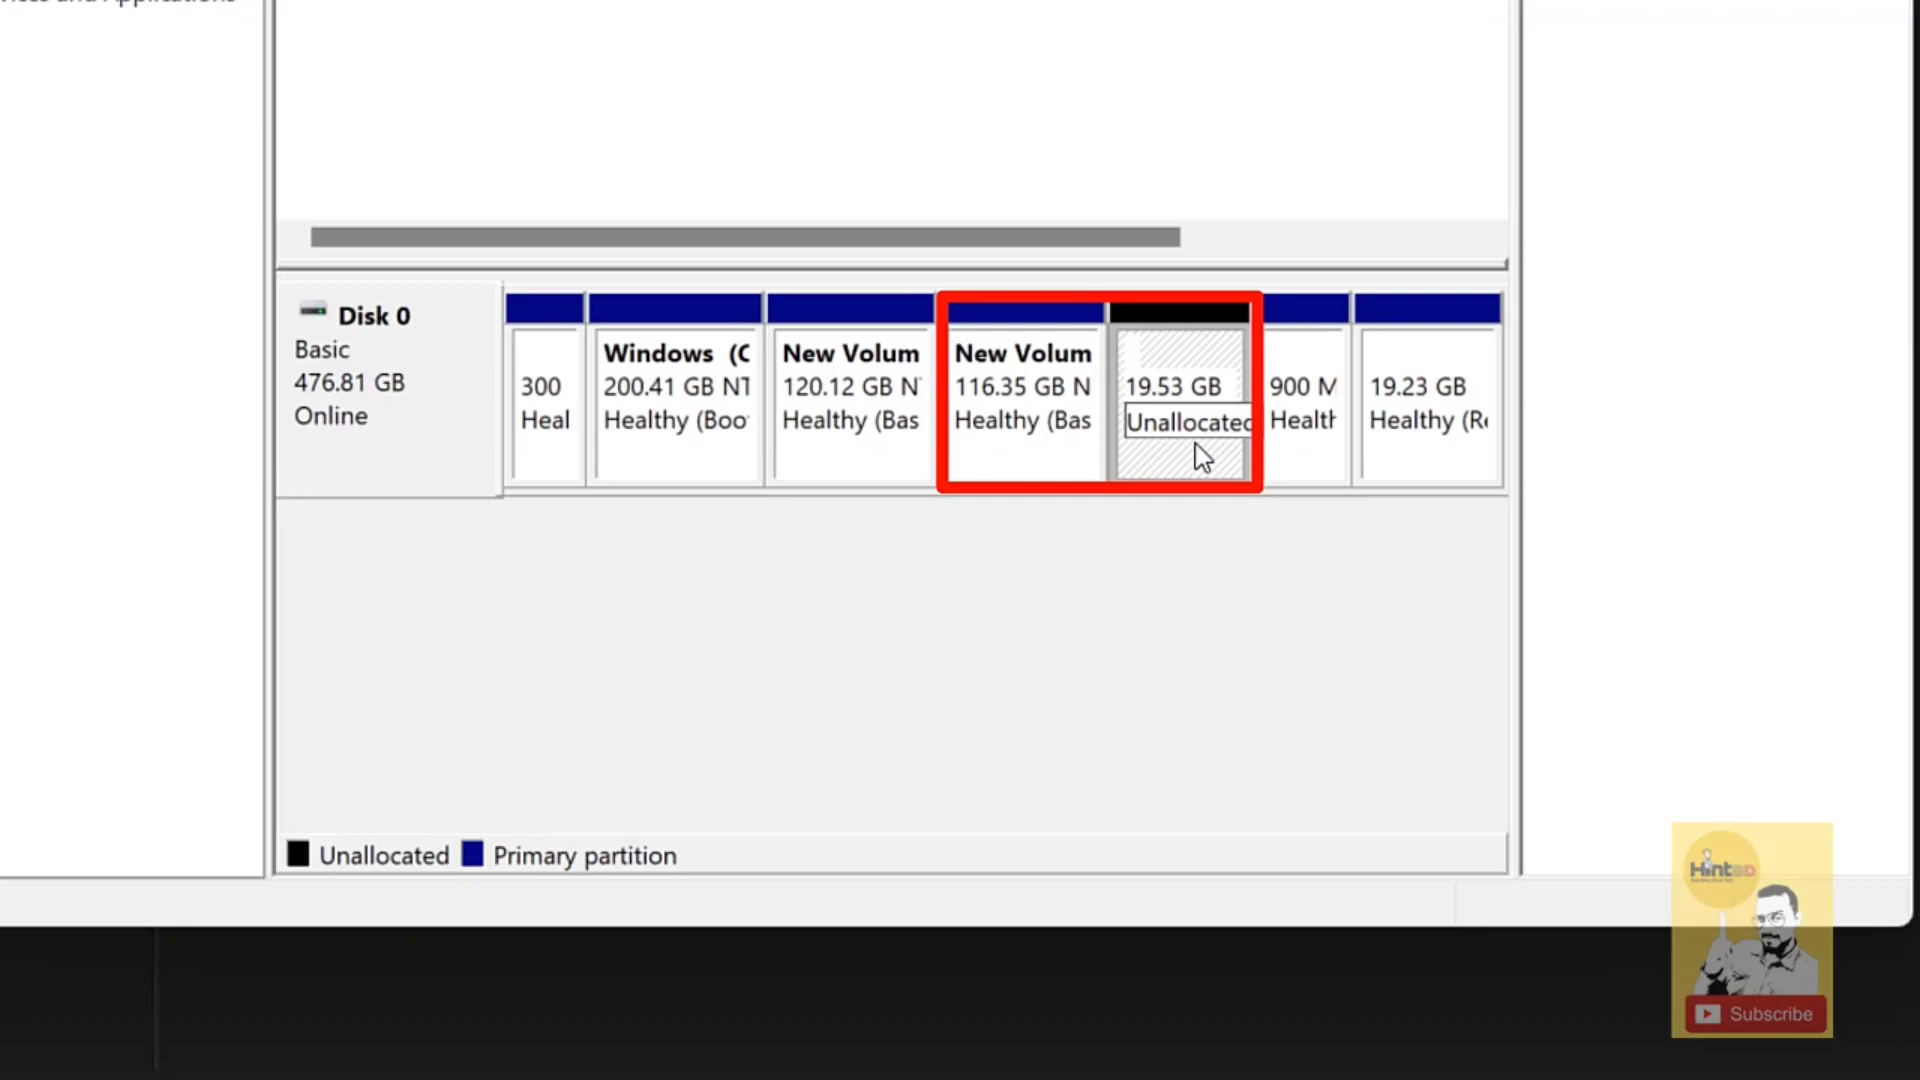 Disk 0
Basic
476.81 GB
Online
300
Heal
Windows (C
200.41 GB NT
Healthy (Boo
New Volum
120.12 GB N
Healthy (Bas
New Volum
116.35 GB N
Healthy (Bas
19.53 GB
Unallocated
900 M
Health
19.23 GB
Healthy (Re
Unallocated
Primary partition
Hint3D
Subscribe